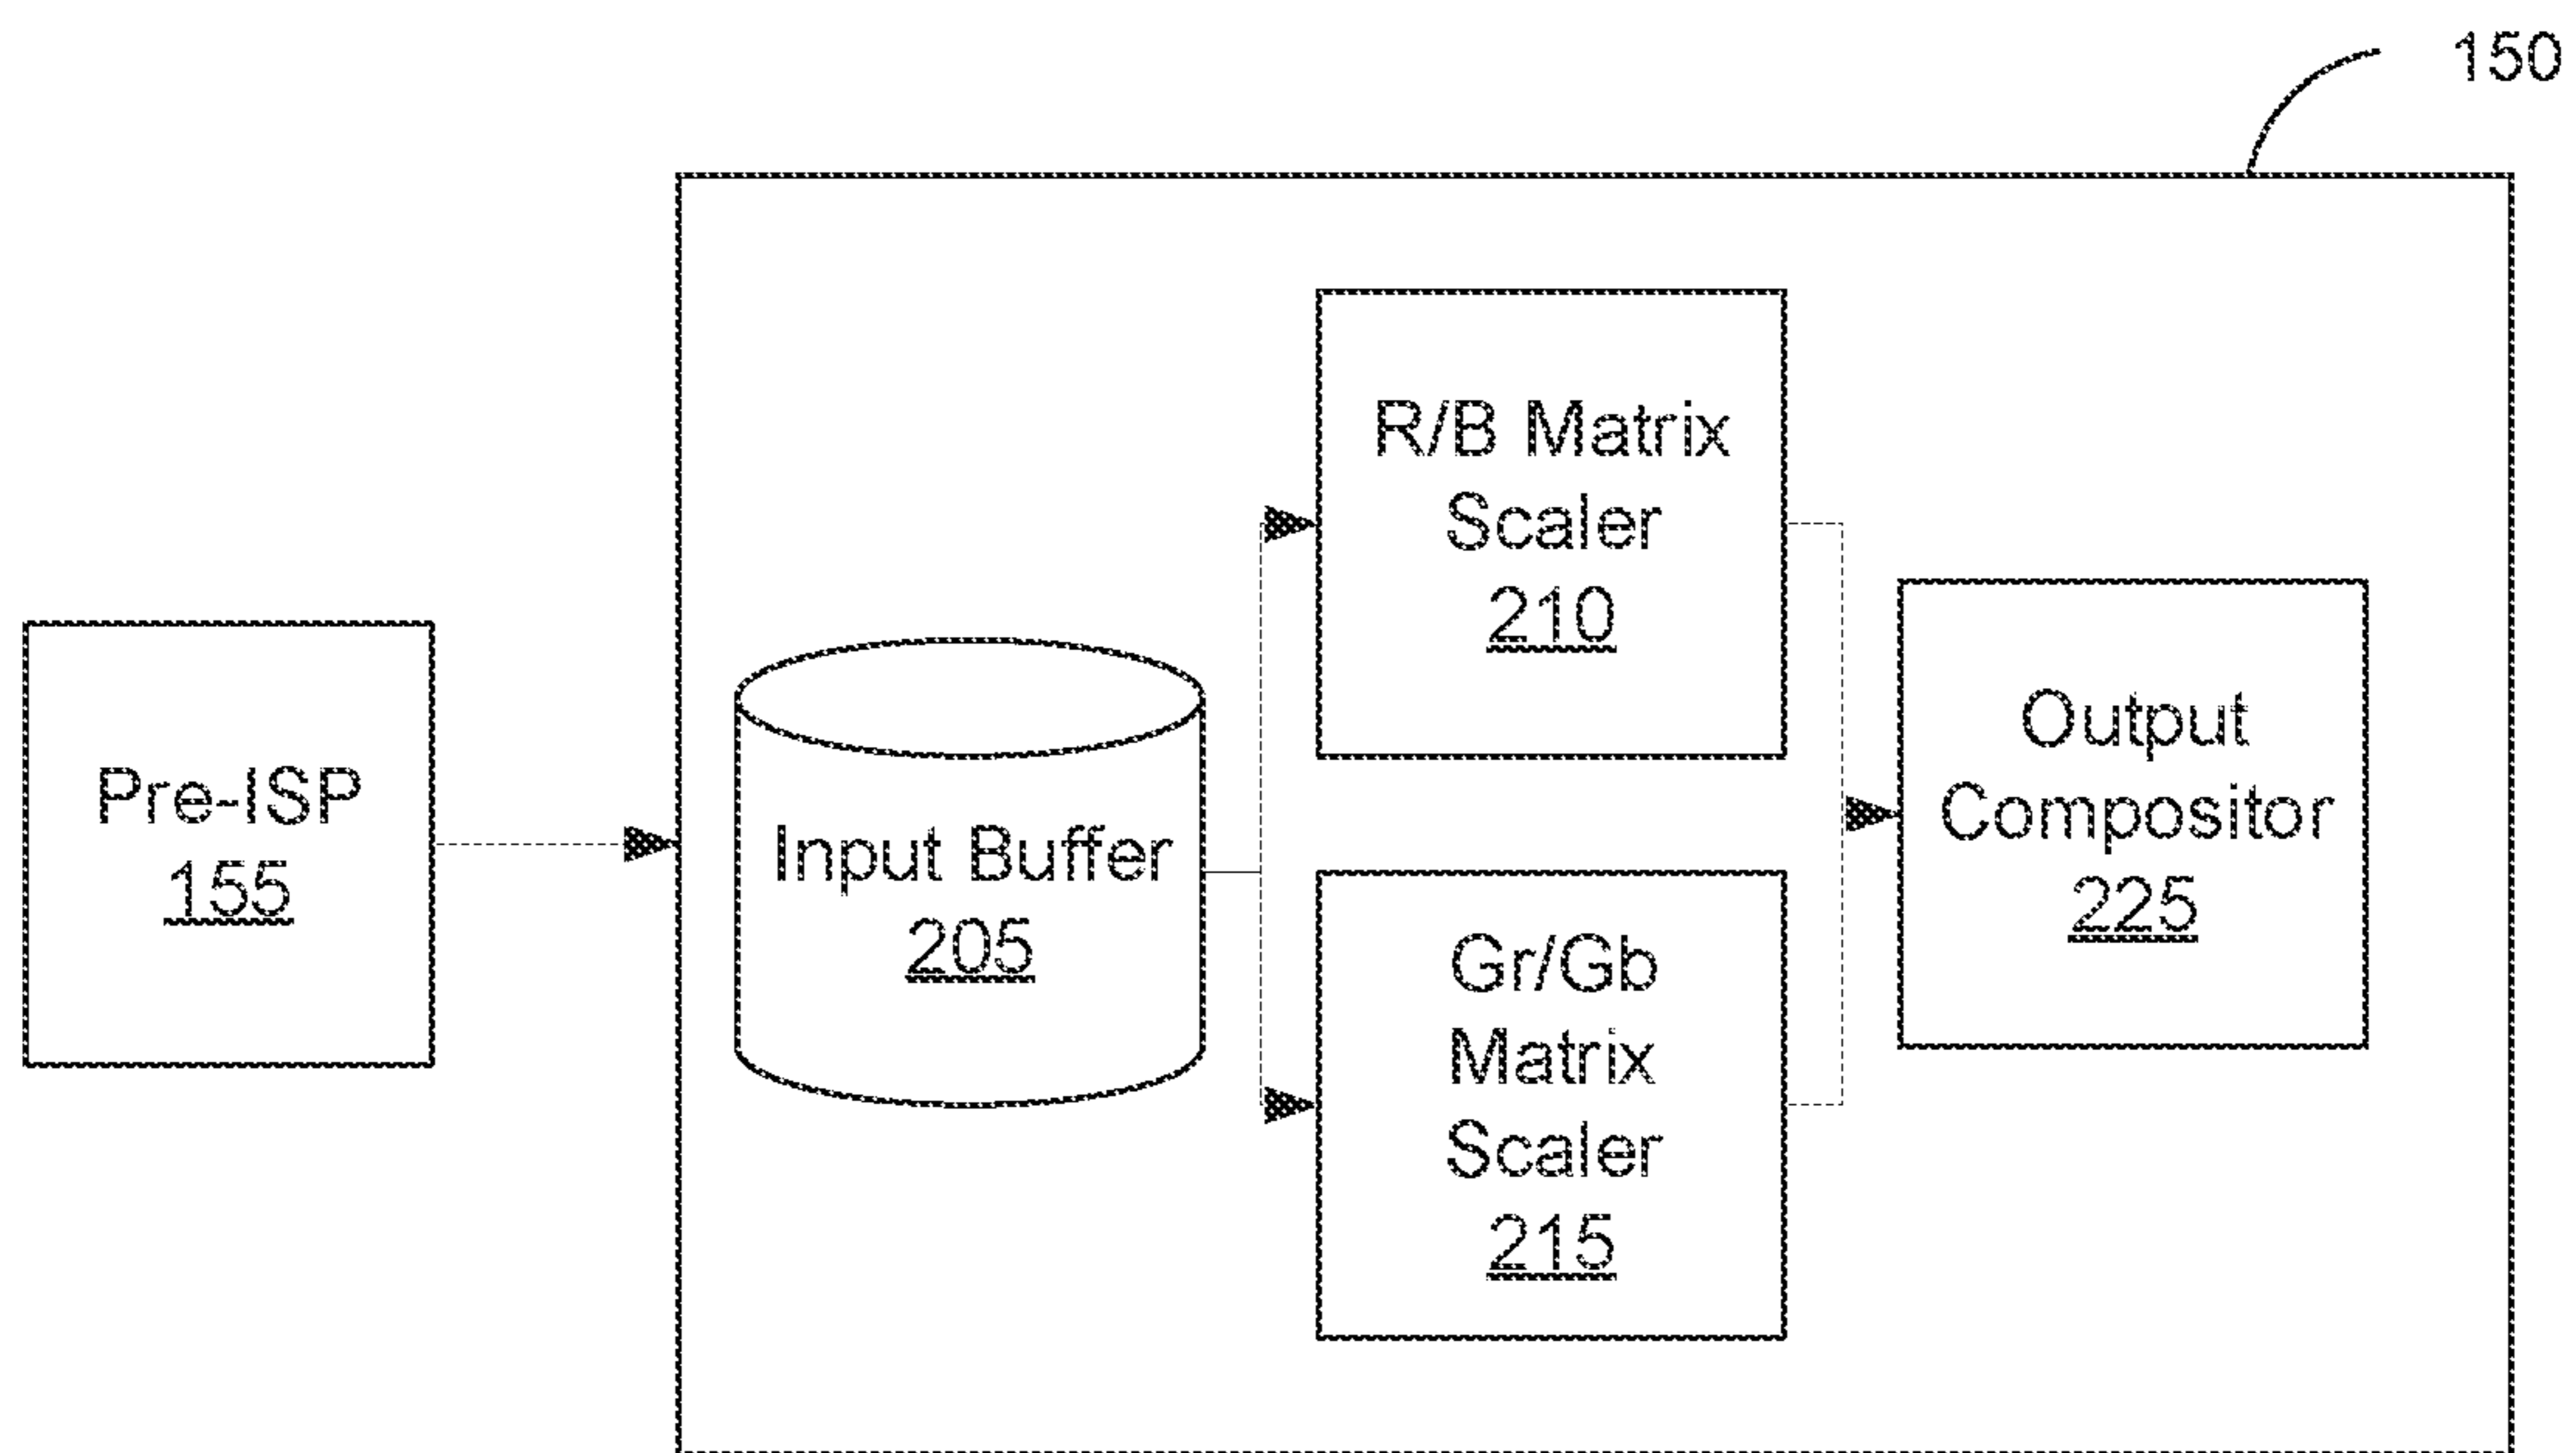 150
Pre-ISP
155
Input Buffer
205
R/B Matrix
Scaler
210
Gr/Gb
Matrix
Scaler
215
Output
Compositor
225